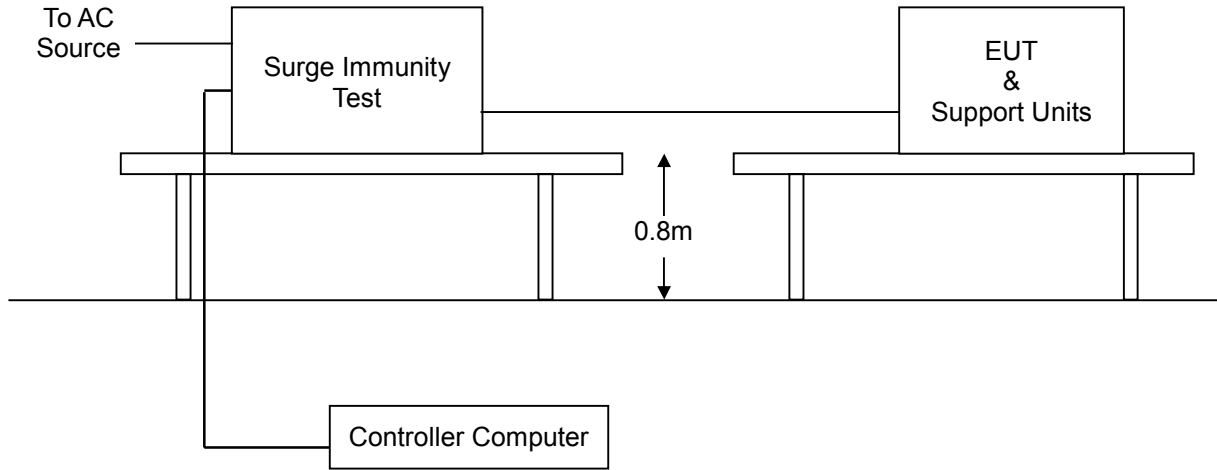 To AC
Source
Surge Immunity
Test
EUT
&
Support Units
0.8m
Controller Computer